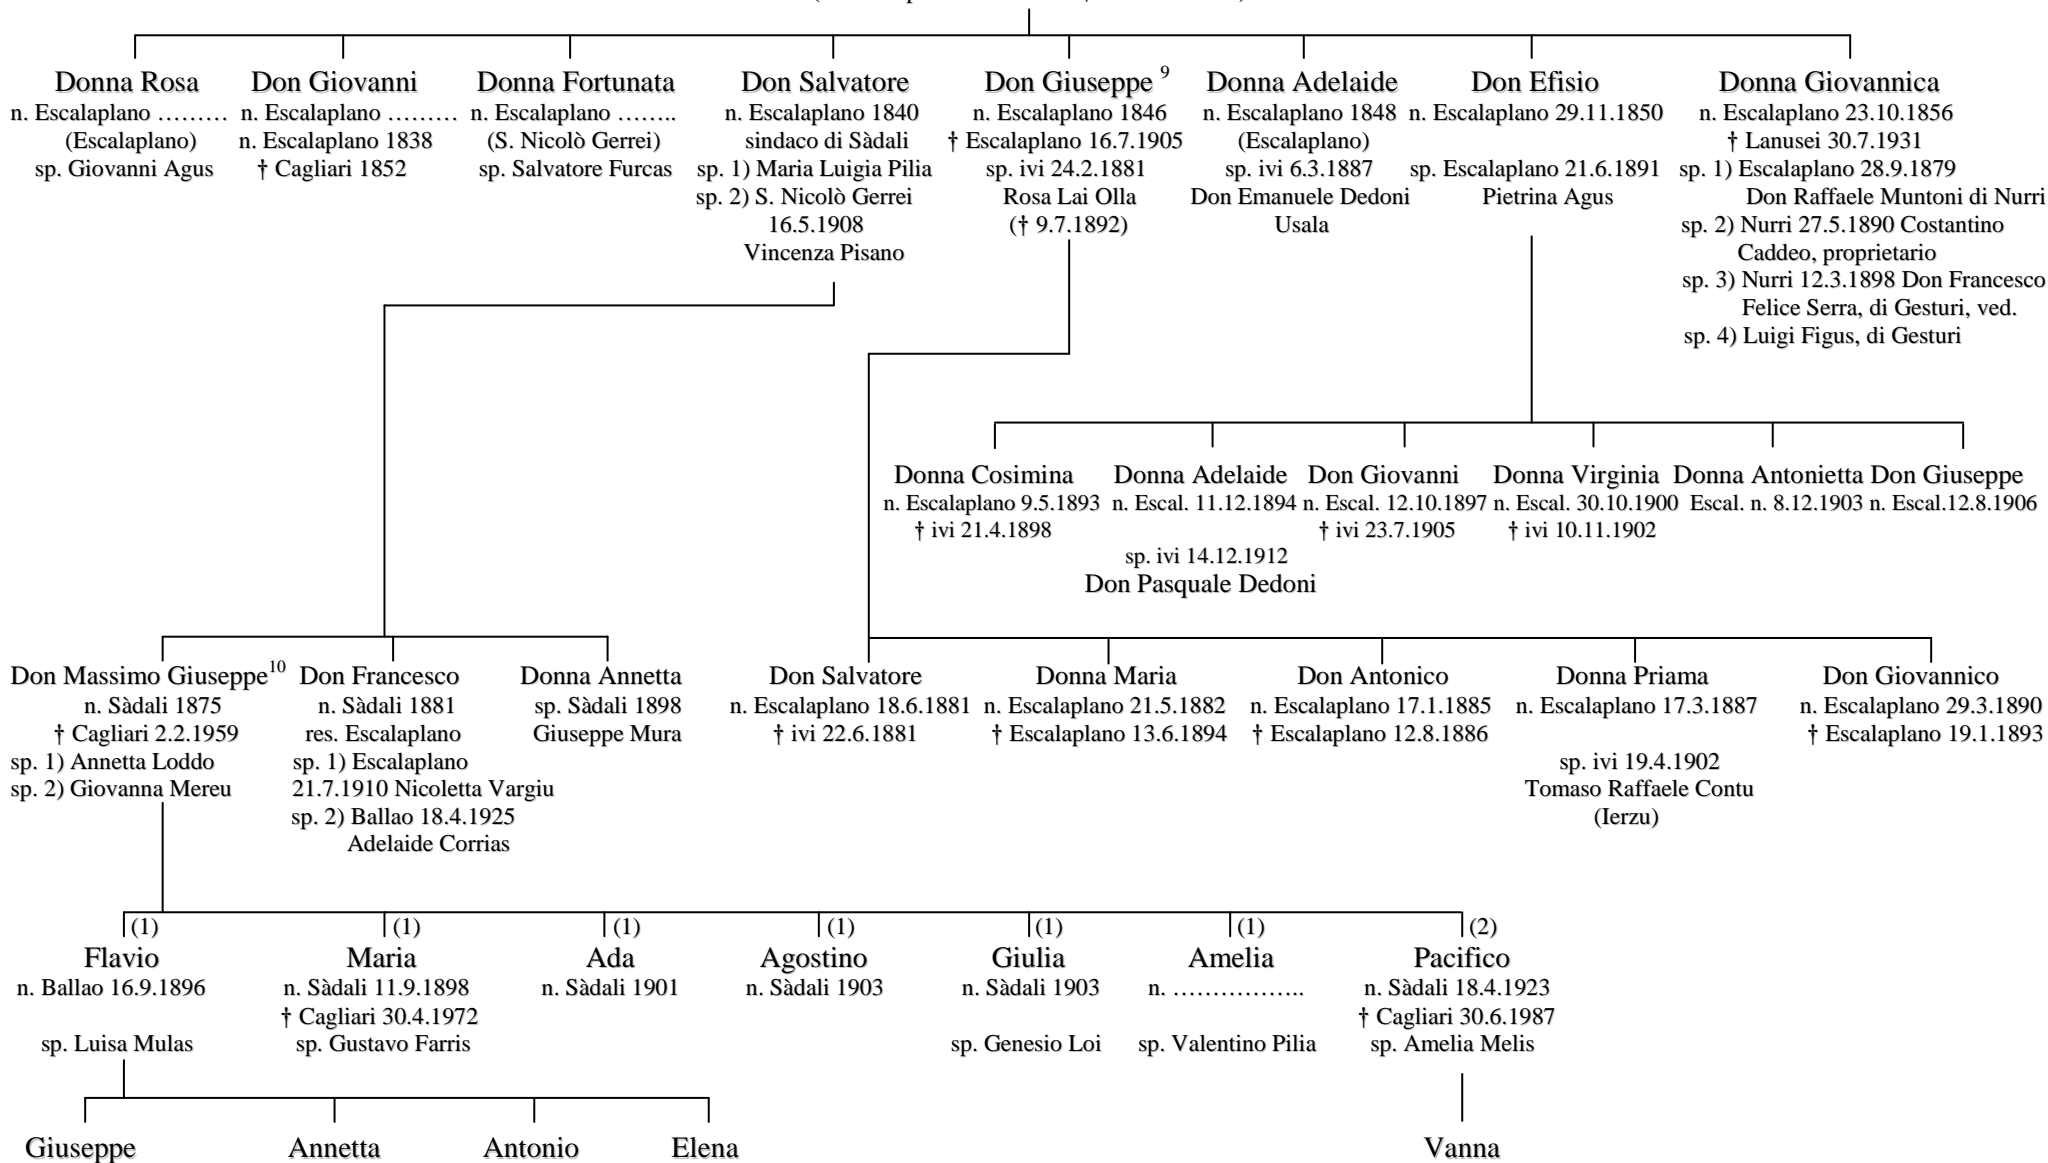 Donna Rosa
n. Escalaplano ………
(Escalaplano)
sp. Giovanni Agus
Don Giovanni
n. Escalaplano ………
n. Escalaplano 1838
† Cagliari 1852
Donna Fortunata
n. Escalaplano ……..
(S. Nicolò Gerrei)
sp. Salvatore Furcas
Don Salvatore
n. Escalaplano 1840
sindaco di Sàdali
sp. 1) Maria Luigia Pilia
sp. 2) S. Nicolò Gerrei
16.5.1908
Vincenza Pisano
Don Giuseppe 9
n. Escalaplano 1846
† Escalaplano 16.7.1905
sp. ivi 24.2.1881
Rosa Lai Olla
(† 9.7.1892)
Donna Adelaide
n. Escalaplano 1848
(Escalaplano)
sp. ivi 6.3.1887
Don Emanuele Dedoni
Usala
Don Efisio
n. Escalaplano 29.11.1850
sp. Escalaplano 21.6.1891
Pietrina Agus
Donna Giovannica
n. Escalaplano 23.10.1856
† Lanusei 30.7.1931
sp. 1) Escalaplano 28.9.1879
Don Raffaele Muntoni di Nurri
sp. 2) Nurri 27.5.1890 Costantino
Caddeo, proprietario
sp. 3) Nurri 12.3.1898 Don Francesco
Felice Serra, di Gesturi, ved.
sp. 4) Luigi Figus, di Gesturi
Donna Cosimina
n. Escalaplano 9.5.1893
† ivi 21.4.1898
Donna Adelaide
n. Escal. 11.12.1894
sp. ivi 14.12.1912
Don Pasquale Dedoni
Don Giovanni
n. Escal. 12.10.1897
† ivi 23.7.1905
Donna Virginia
n. Escal. 30.10.1900
† ivi 10.11.1902
Donna Antonietta
Escal. n. 8.12.1903
Don Giuseppe
n. Escal.12.8.1906
Don Massimo Giuseppe10
n. Sàdali 1875
† Cagliari 2.2.1959
sp. 1) Annetta Loddo
sp. 2) Giovanna Mereu
Don Francesco
n. Sàdali 1881
res. Escalaplano
sp. 1) Escalaplano
21.7.1910 Nicoletta Vargiu
sp. 2) Ballao 18.4.1925
Adelaide Corrias
Donna Annetta
sp. Sàdali 1898
Giuseppe Mura
Don Salvatore
n. Escalaplano 18.6.1881
† ivi 22.6.1881
Donna Maria
n. Escalaplano 21.5.1882
† Escalaplano 13.6.1894
Don Antonico
n. Escalaplano 17.1.1885
† Escalaplano 12.8.1886
Donna Priama
n. Escalaplano 17.3.1887
sp. ivi 19.4.1902
Tomaso Raffaele Contu
(Ierzu)
Don Giovannico
n. Escalaplano 29.3.1890
† Escalaplano 19.1.1893
(1)
Flavio
n. Ballao 16.9.1896
sp. Luisa Mulas
(1)
Maria
n. Sàdali 11.9.1898
† Cagliari 30.4.1972
sp. Gustavo Farris
(1)
Ada
n. Sàdali 1901
(1)
Agostino
n. Sàdali 1903
(1)
Giulia
n. Sàdali 1903
sp. Genesio Loi
(1)
Amelia
n. ……………..
sp. Valentino Pilia
(2)
Pacifico
n. Sàdali 18.4.1923
† Cagliari 30.6.1987
sp. Amelia Melis
Giuseppe
Annetta
Antonio
Elena
Vanna